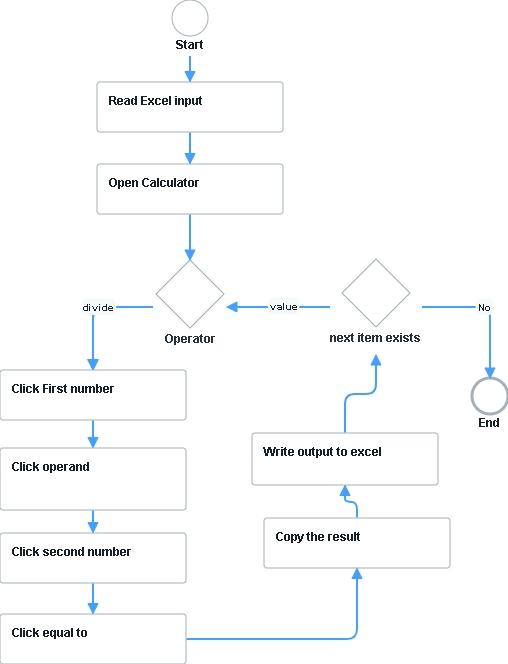 Start
Read Excel input
Open Calculator
divide
value
No
Operator
next item exists
Click First number
End
Write output to excel
Click operand
Copy the result
Click second number
Click equal to